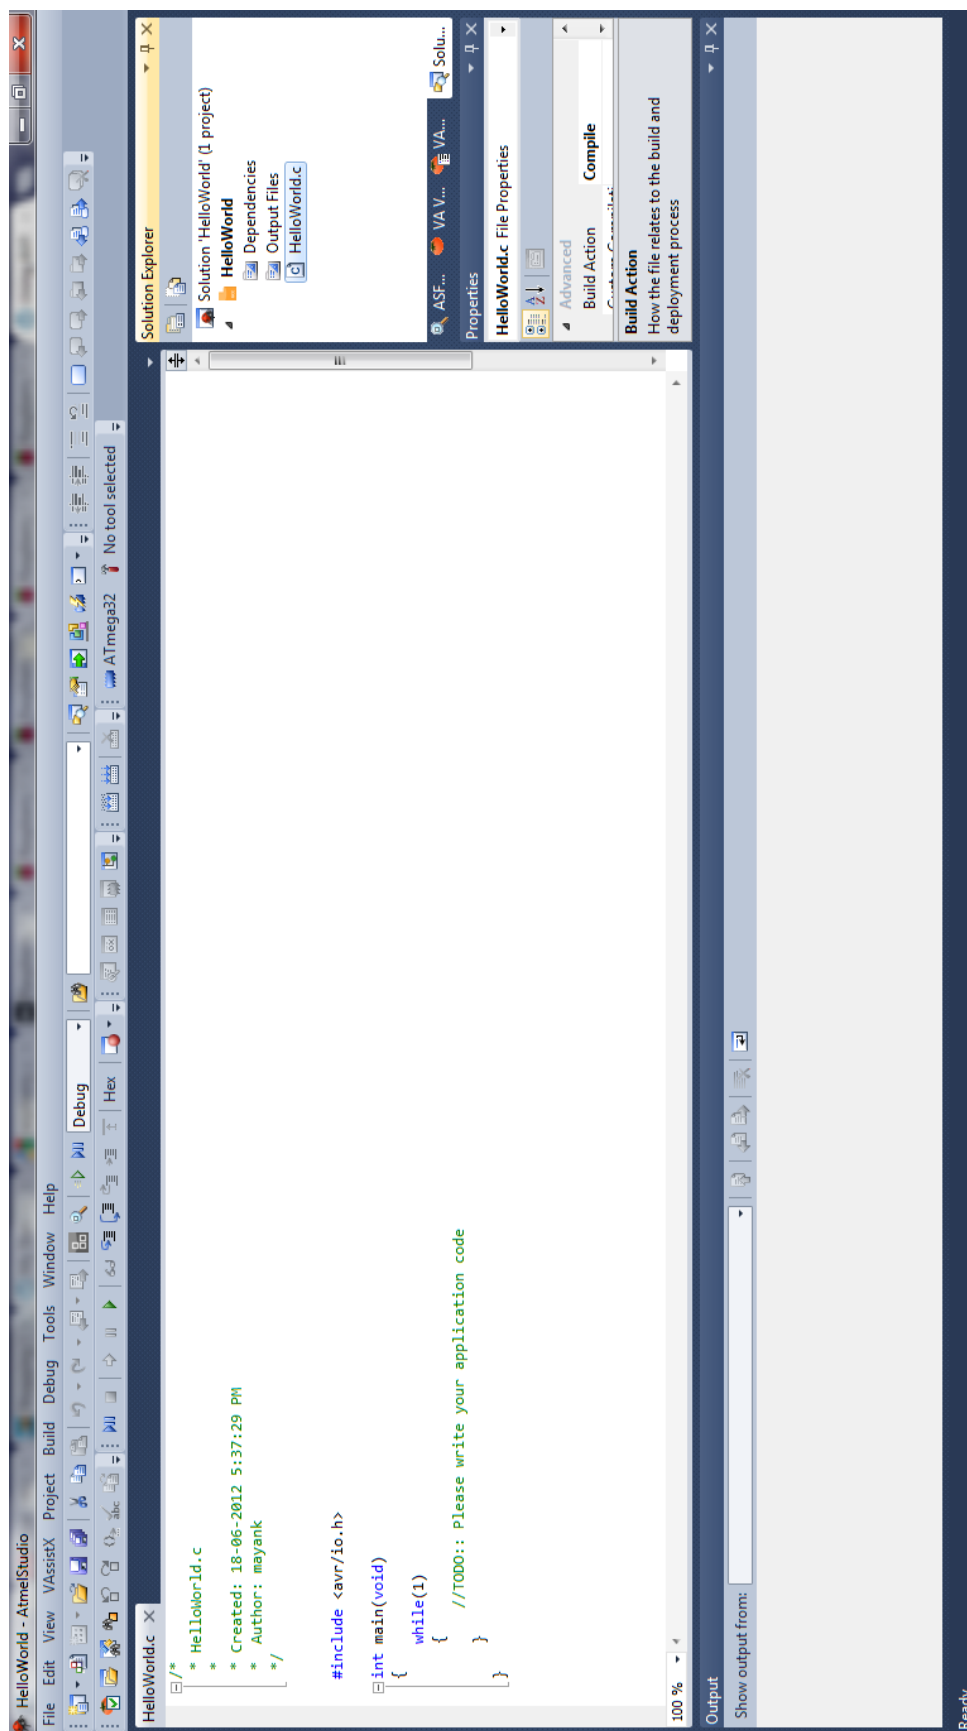 HelloWorld - AtmelStudio
File Edit View VAssistX Project Build Debug Tools Window Help
Debug
Hex
ATmega32 No tool selected
HelloWorld.c
/*
* HelloWorld.c
*
* Created: 18-06-2012 5:37:29 PM
* Author: mayank
*/
#include <avr/io.h>
int main(void)
{
while(1)
{
//TODO:: Please write your application code
}
}
100 %
Solution Explorer
Solution 'HelloWorld' (1 project)
HelloWorld
Dependencies
Output Files
HelloWorld.c
ASF... VA V... VA... Solu...
Properties
HelloWorld.c File Properties
Advanced
Build Action Compile
Build Action
How the file relates to the build and
deployment process
Output
Show output from:
Ready